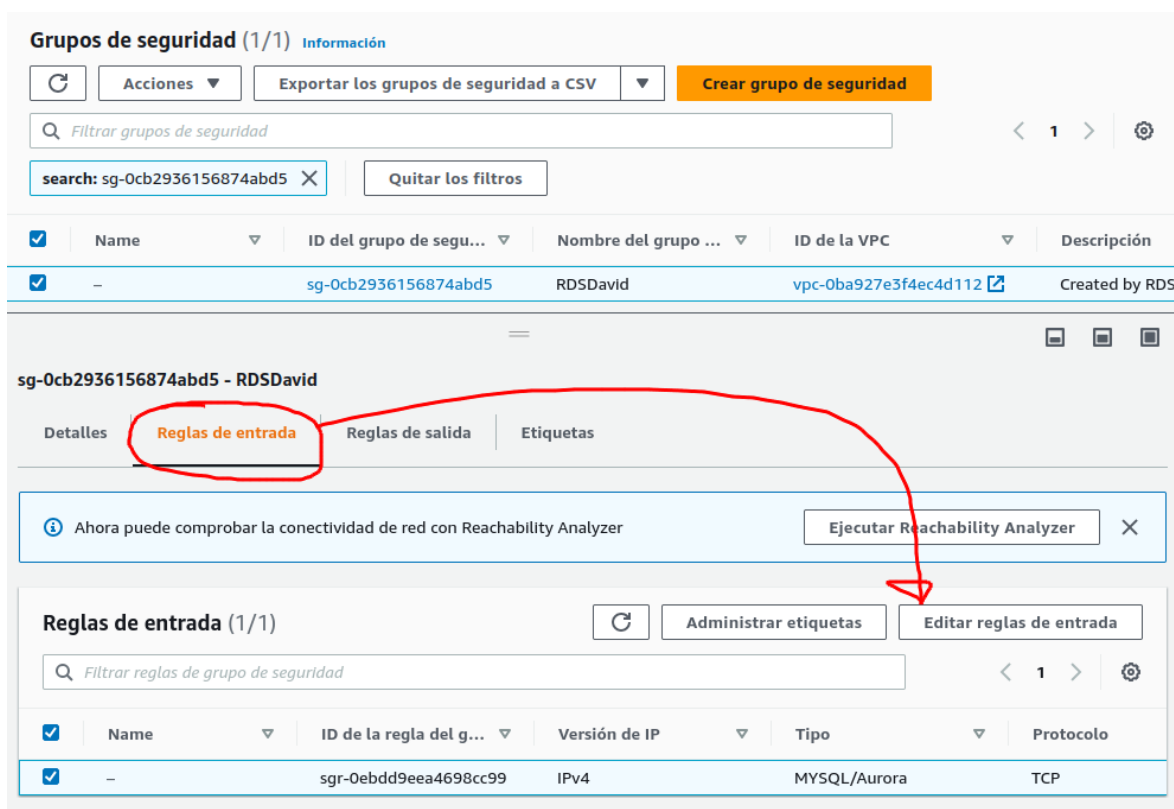 Grupos de seguridad (1/1) Información
Acciones Exportar los grupos de seguridad a CSV Crear grupo de seguridad
Filtrar grupos de seguridad 1
search: sg-0cb2936156874abd5 Quitar los filtros
Name ID del grupo de segu... Nombre del grupo ... ID de la VPC Descripción
– sg-0cb2936156874abd5 RDSDavid vpc-0ba927e3f4ec4d112 Created by RDS
sg-0cb2936156874abd5 - RDSDavid
Detalles Reglas de entrada Reglas de salida Etiquetas
Ahora puede comprobar la conectividad de red con Reachability Analyzer Ejecutar Reachability Analyzer
Reglas de entrada (1/1) Administrar etiquetas Editar reglas de entrada
Filtrar reglas de grupo de seguridad 1
Name ID de la regla del g... Versión de IP Tipo Protocolo
– sgr-0ebdd9eea4698cc99 IPv4 MYSQL/Aurora TCP